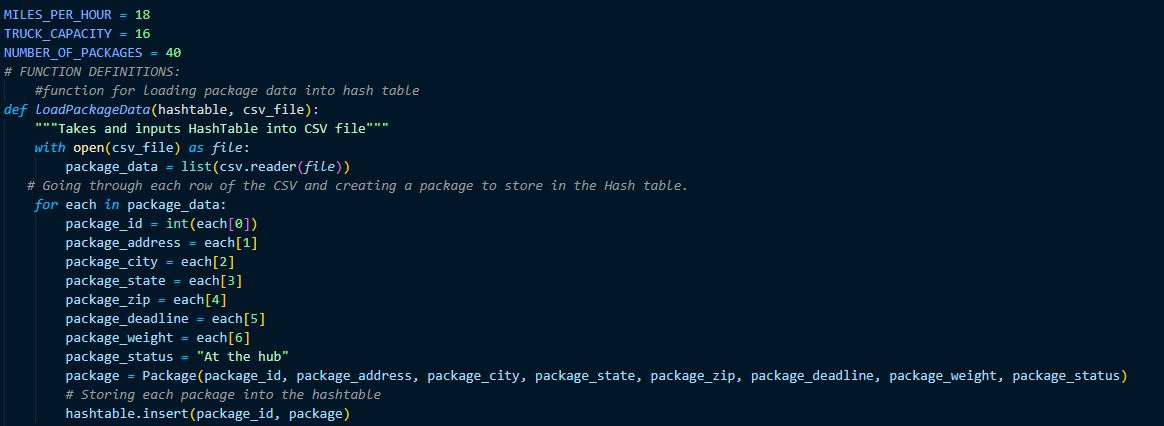 MILES_PER_HOUR = 18
TRUCK_CAPACITY = 16
NUMBER_OF_PACKAGES = 40
# FUNCTION DEFINITIONS:
    #function for loading package data into hash table
def loadPackageData(hashtable, csv_file):
    """Takes and inputs HashTable into CSV file"""
    with open(csv_file) as file:
        package_data = list(csv.reader(file))
   # Going through each row of the CSV and creating a package to store in the Hash table.
    for each in package_data:
        package_id = int(each[0])
        package_address = each[1]
        package_city = each[2]
        package_state = each[3]
        package_zip = each[4]
        package_deadline = each[5]
        package_weight = each[6]
        package_status = "At the hub"
        package = Package(package_id, package_address, package_city, package_state, package_zip, package_deadline, package_weight, package_status)
        # Storing each package into the hashtable
        hashtable.insert(package_id, package)